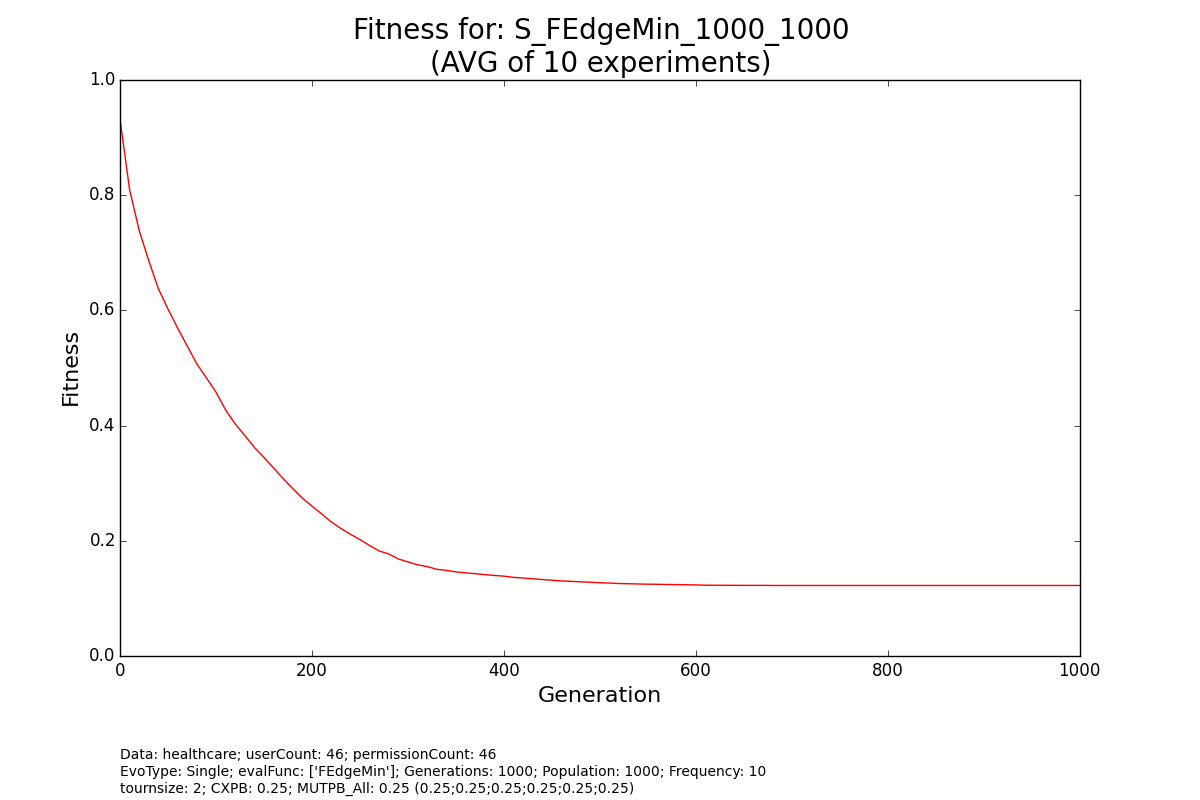 Fitness for: S_FEdgeMin_1000_1000
(AVG of 10 experiments)
1.0
0.8
0.6
0.4
0.2
0.0
Fitness
0 200 400 600 800 1000
Generation
Data: healthcare; userCount: 46; permissionCount: 46
EvoType: Single; evalFunc: ['FEdgeMin']; Generations: 1000; Population: 1000; Frequency: 10
tournsize: 2; CXPB: 0.25; MUTPB_All: 0.25 (0.25;0.25;0.25;0.25;0.25;0.25)